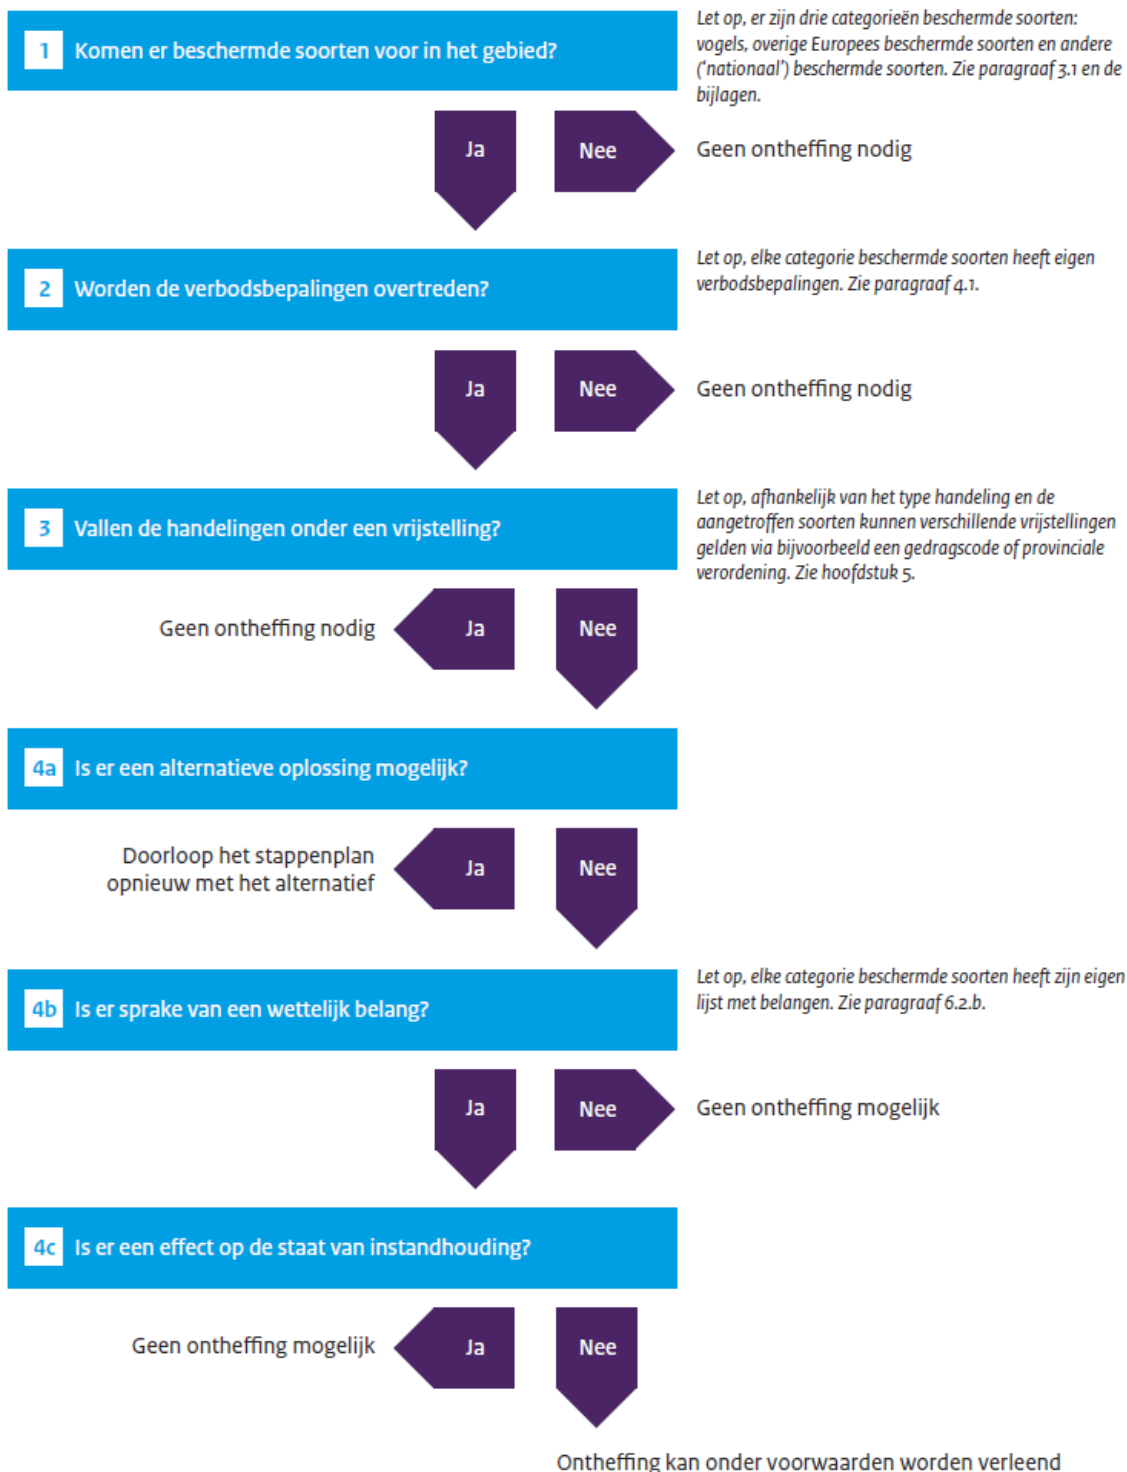 1 Komen er beschermde soorten voor in het gebied?
Let op, er zijn drie categorieën beschermde soorten:
vogels, overige Europees beschermde soorten en andere
(‘nationaal’) beschermde soorten. Zie paragraaf 3.1 en de
bijlagen.
Ja
Nee
Geen ontheffing nodig
2 Worden de verbodsbepalingen overtreden?
Let op, elke categorie beschermde soorten heeft eigen
verbodsbepalingen. Zie paragraaf 4.1.
Ja
Nee
Geen ontheffing nodig
3 Vallen de handelingen onder een vrijstelling?
Let op, afhankelijk van het type handeling en de
aangetroffen soorten kunnen verschillende vrijstellingen
gelden via bijvoorbeeld een gedragscode of provinciale
verordening. Zie hoofdstuk 5.
Geen ontheffing nodig
Ja
Nee
4a Is er een alternatieve oplossing mogelijk?
Doorloop het stappenplan
opnieuw met het alternatief
Ja
Nee
4b Is er sprake van een wettelijk belang?
Let op, elke categorie beschermde soorten heeft zijn eigen
lijst met belangen. Zie paragraaf 6.2.b.
Ja
Nee
Geen ontheffing mogelijk
4c Is er een effect op de staat van instandhouding?
Geen ontheffing mogelijk
Ja
Nee
Ontheffing kan onder voorwaarden worden verleend